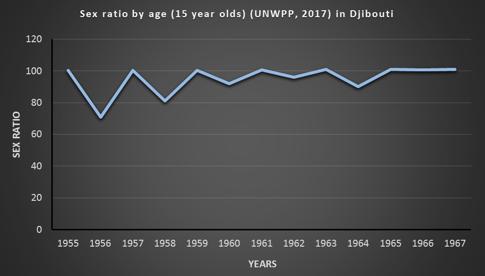 Sex ratio by age (15 year olds) (UNWPP, 2017) in Djibouti
120
100
80
60
40
20
0
SEX RATIO
1955 1956 1957 1958 1959 1960 1961 1962 1963 1964 1965 1966 1967
YEARS